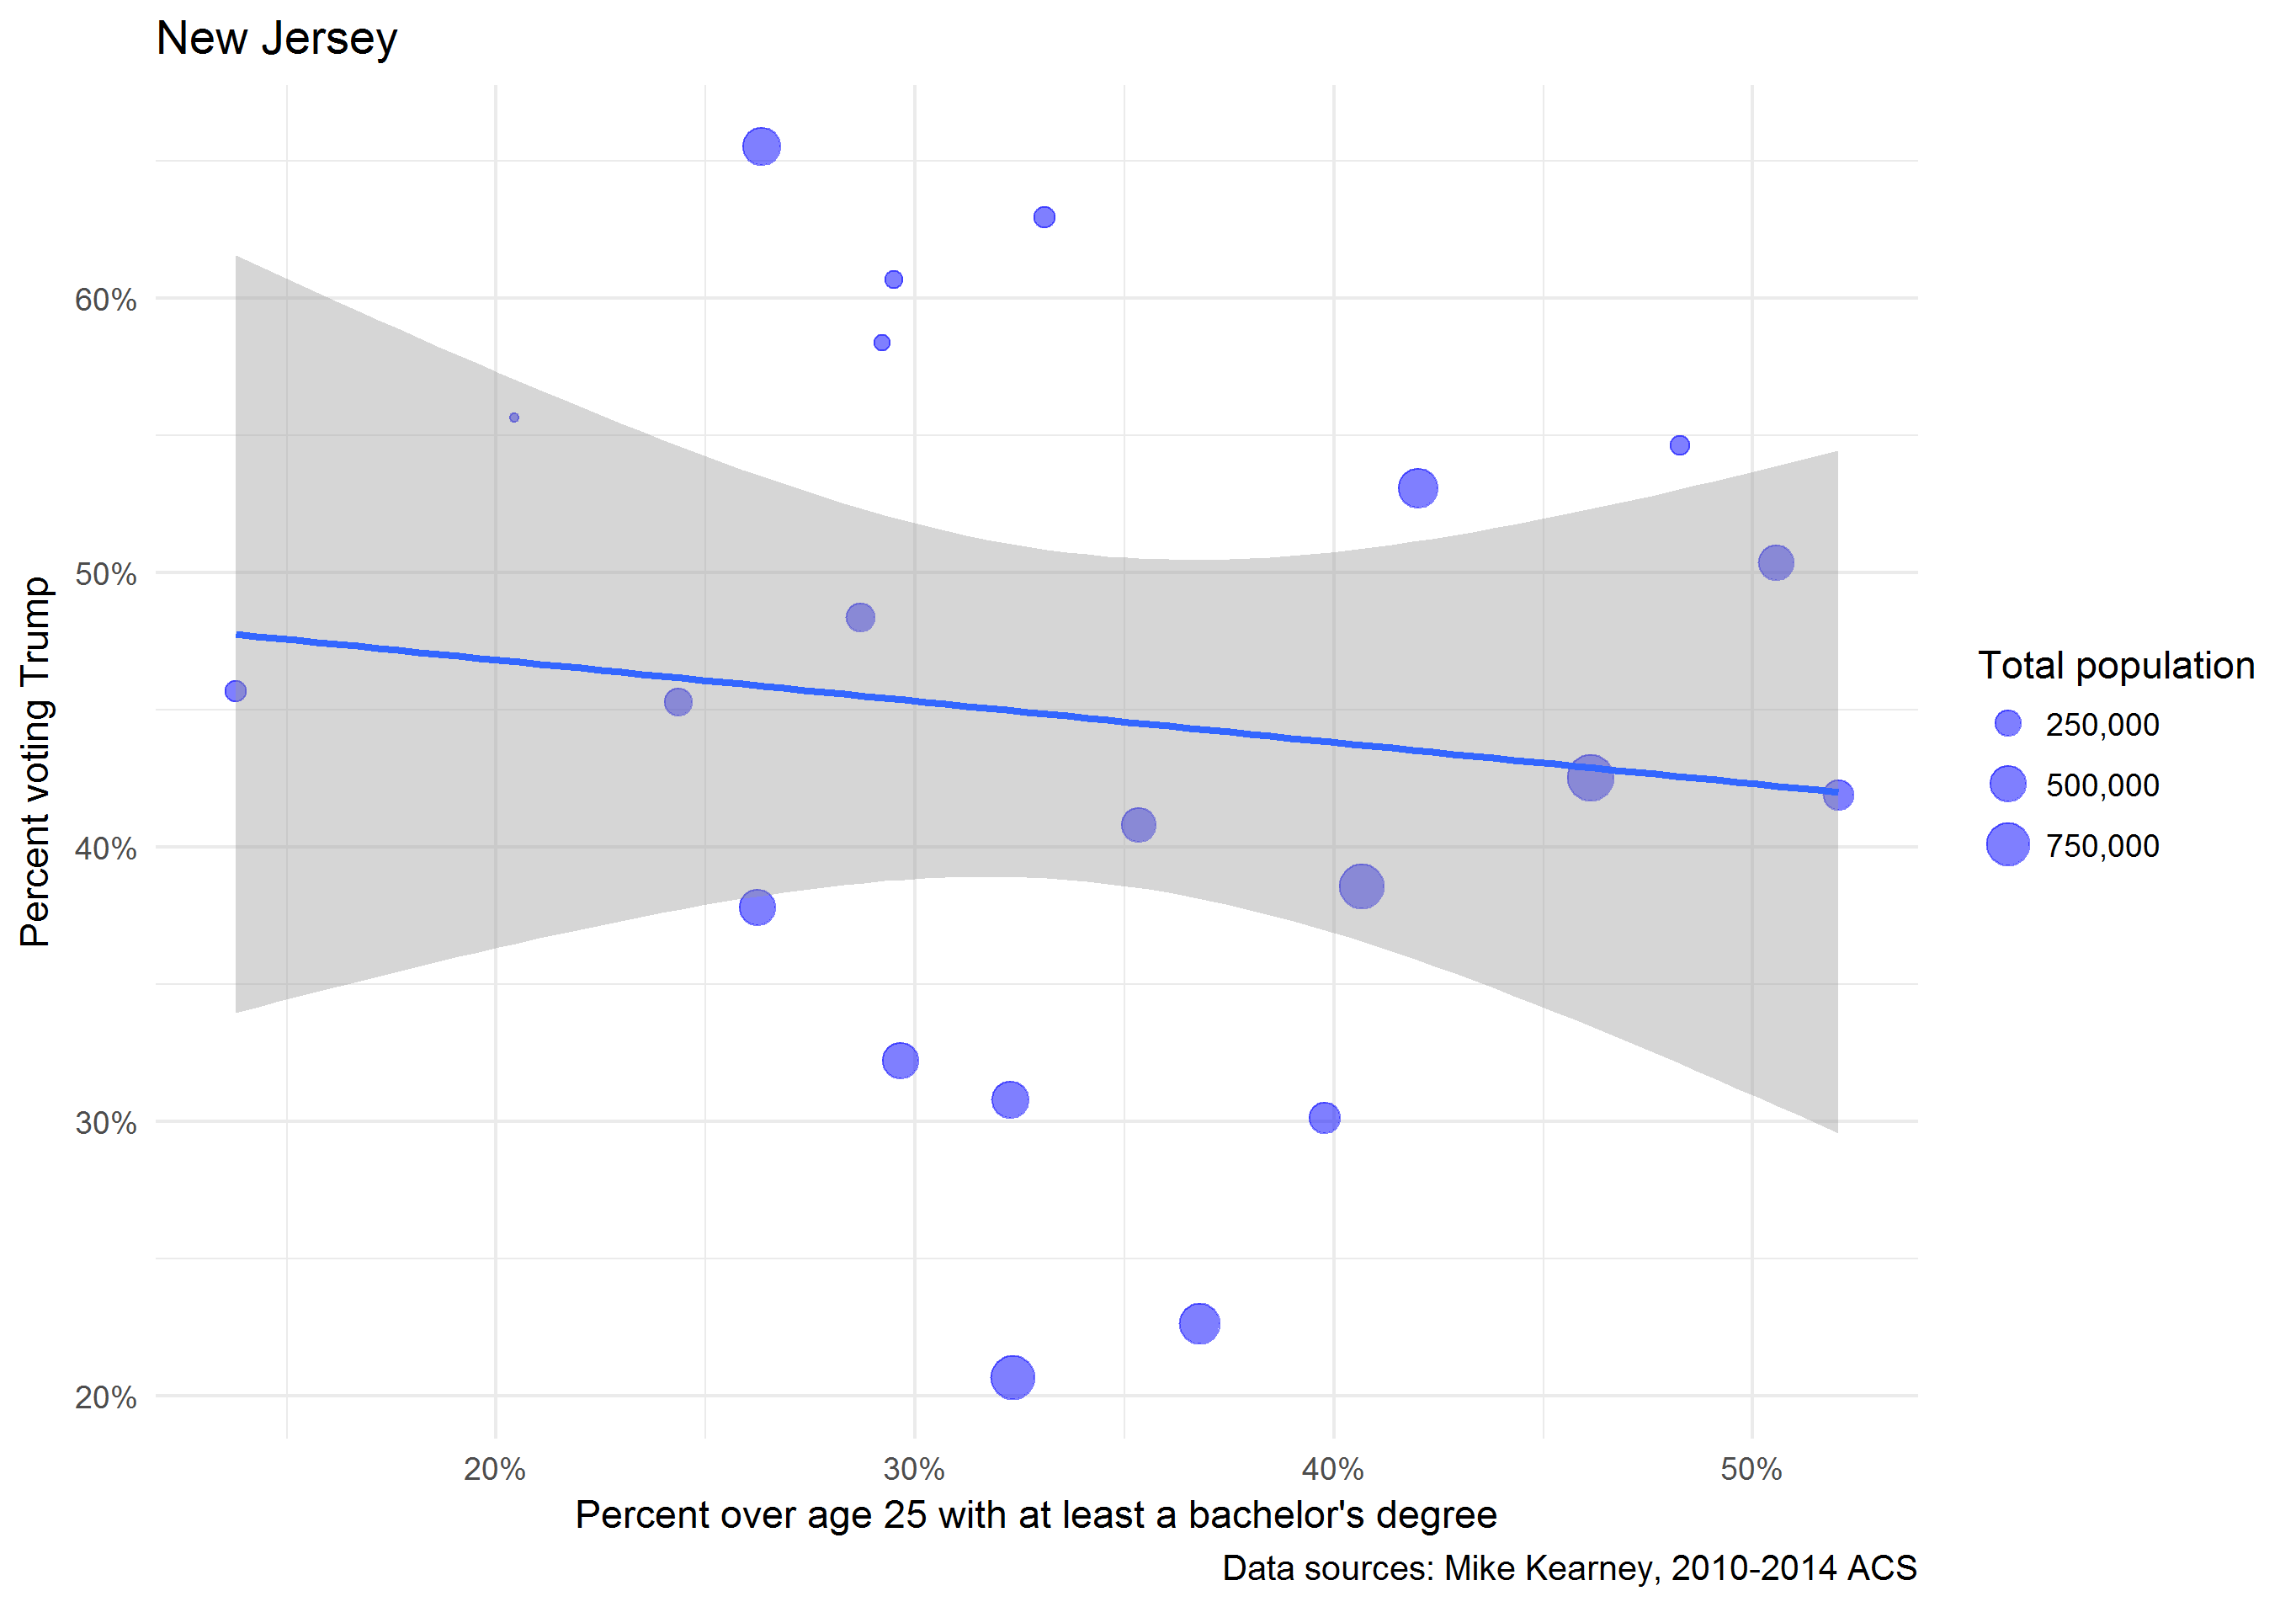 New Jersey
60%
50%
40%
30%
20%
Percent voting Trump
20%
30%
40%
50%
Percent over age 25 with at least a bachelor's degree
Total population
250,000
500,000
750,000
Data sources: Mike Kearney, 2010-2014 ACS